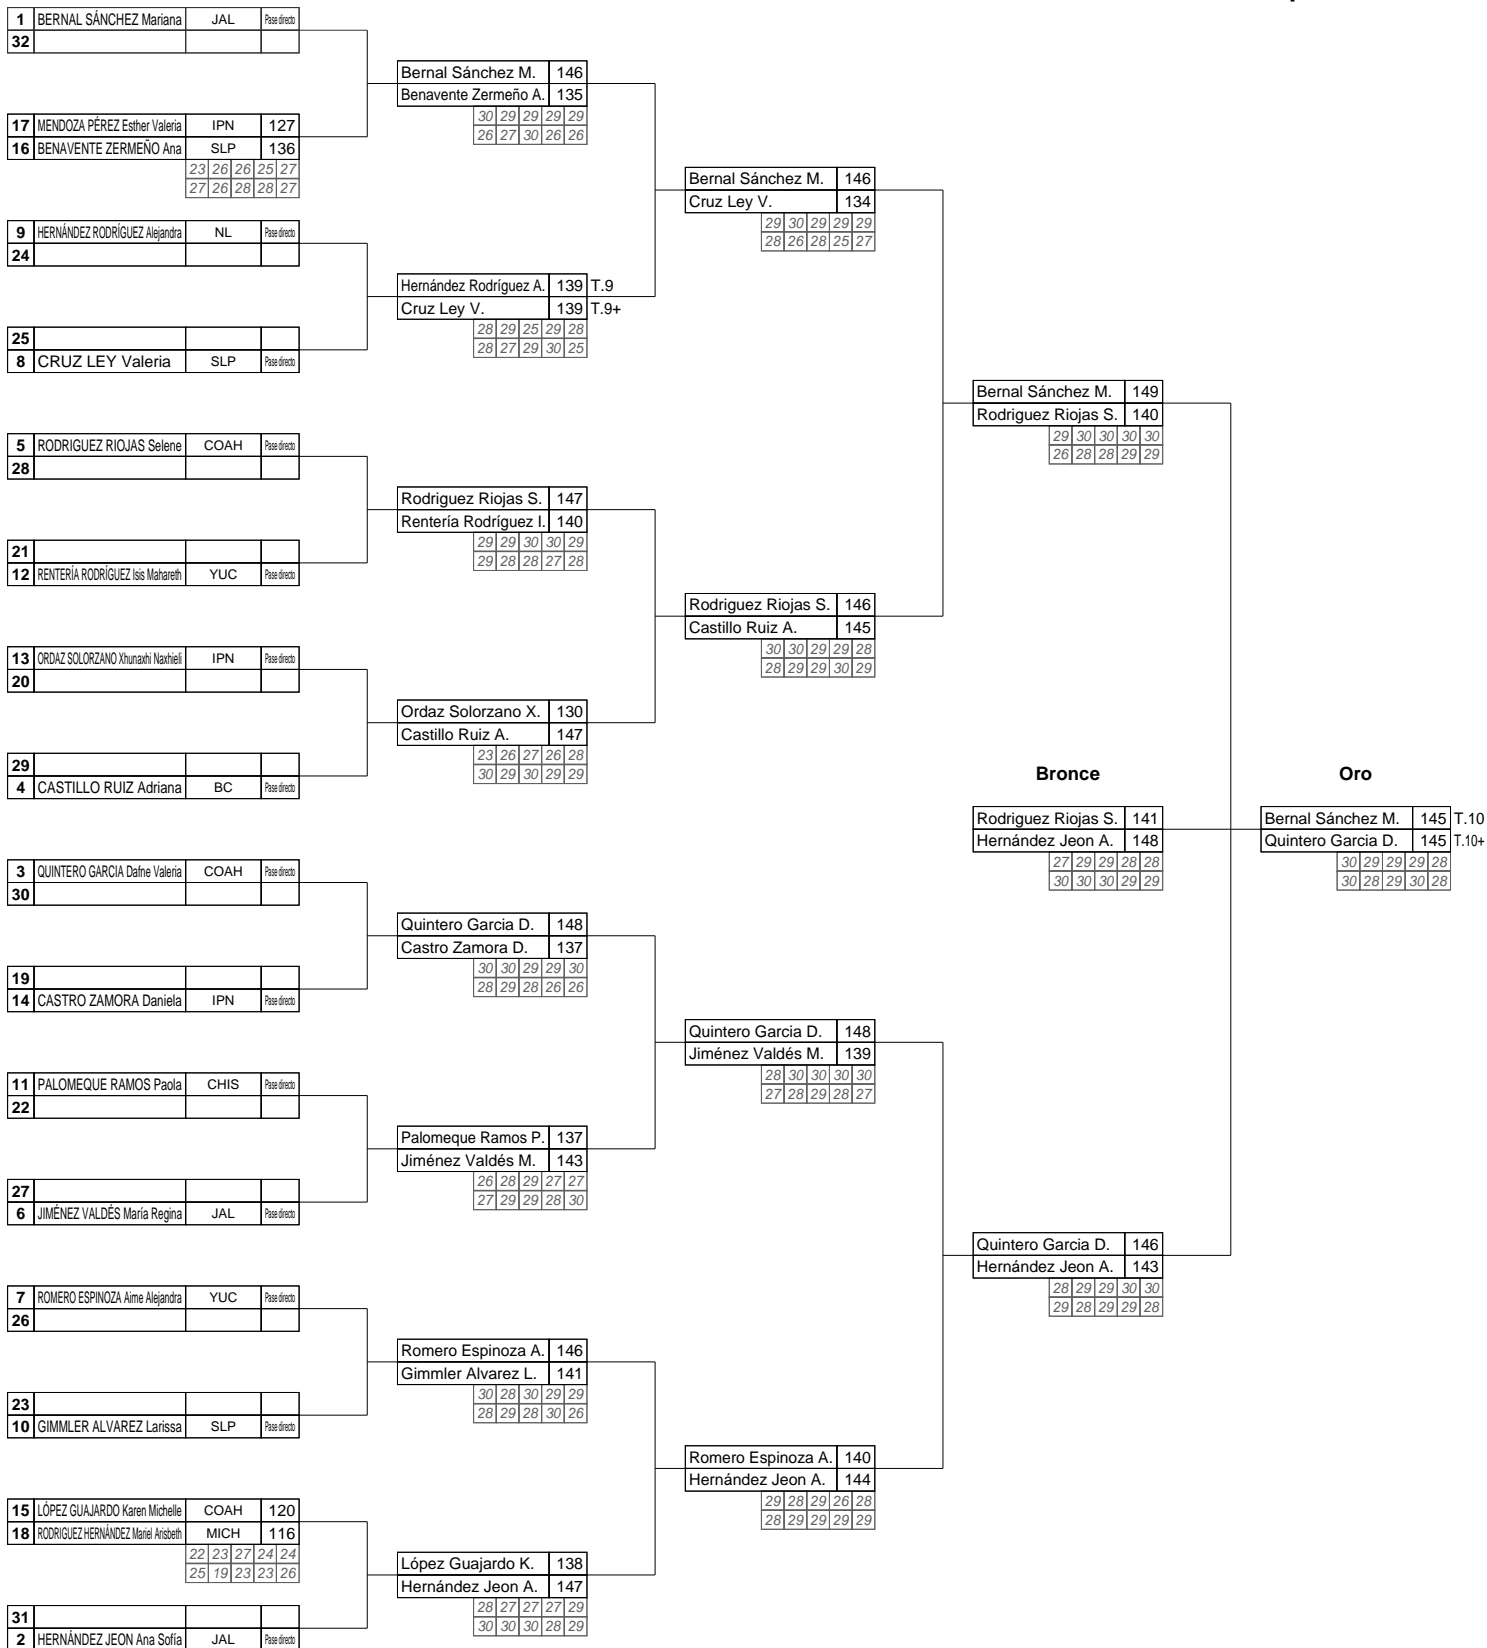 1 BERNAL SÁNCHEZ Mariana JAL Pase directo
32
Bernal Sánchez M. 146
Benavente Zermeño A. 135
30 29 29 29 29
26 27 30 26 26
17 MENDOZA PÉREZ Esther Valeria IPN 127
16 BENAVENTE ZERMEÑO Ana SLP 136
23 26 26 25 27
27 26 28 28 27
Bernal Sánchez M. 146
Cruz Ley V. 134
29 30 29 29 29
28 26 28 25 27
9 HERNÁNDEZ RODRÍGUEZ Alejandra NL Pase directo
24
Hernández Rodríguez A. 139 T.9
Cruz Ley V. 139 T.9+
28 29 25 29 28
28 27 29 30 25
25
8 CRUZ LEY Valeria SLP Pase directo
Bernal Sánchez M. 149
Rodriguez Riojas S. 140
29 30 30 30 30
26 28 28 29 29
5 RODRIGUEZ RIOJAS Selene COAH Pase directo
28
Rodriguez Riojas S. 147
Rentería Rodríguez I. 140
29 29 30 30 29
29 28 28 27 28
21
12 RENTERÍA RODRÍGUEZ Isis Mahareth YUC Pase directo
Rodriguez Riojas S. 146
Castillo Ruiz A. 145
30 30 29 29 28
28 29 29 30 29
13 ORDAZ SOLORZANO Xhunaxhi Naxhieli IPN Pase directo
20
Ordaz Solorzano X. 130
Castillo Ruiz A. 147
23 26 27 26 28
30 29 30 29 29
29
4 CASTILLO RUIZ Adriana BC Pase directo
Bronce Oro
Rodriguez Riojas S. 141
Hernández Jeon A. 148
27 29 29 28 28
30 30 30 29 29
Bernal Sánchez M. 145 T.10
Quintero Garcia D. 145 T.10+
30 29 29 29 28
30 28 29 30 28
3 QUINTERO GARCIA Dafne Valeria COAH Pase directo
30
Quintero Garcia D. 148
Castro Zamora D. 137
30 30 29 29 30
28 29 28 26 26
19
14 CASTRO ZAMORA Daniela IPN Pase directo
Quintero Garcia D. 148
Jiménez Valdés M. 139
28 30 30 30 30
27 28 29 28 27
11 PALOMEQUE RAMOS Paola CHIS Pase directo
22
Palomeque Ramos P. 137
Jiménez Valdés M. 143
26 28 29 27 27
27 29 29 28 30
27
6 JIMÉNEZ VALDÉS María Regina JAL Pase directo
Quintero Garcia D. 146
Hernández Jeon A. 143
28 29 29 30 30
29 28 29 29 28
7 ROMERO ESPINOZA Aime Alejandra YUC Pase directo
26
Romero Espinoza A. 146
Gimmler Alvarez L. 141
30 28 30 29 29
28 29 28 30 26
23
10 GIMMLER ALVAREZ Larissa SLP Pase directo
Romero Espinoza A. 140
Hernández Jeon A. 144
29 28 29 26 28
28 29 29 29 29
15 LÓPEZ GUAJARDO Karen Michelle COAH 120
18 RODRIGUEZ HERNÁNDEZ Mariel Arisbeth MICH 116
22 23 27 24 24
25 19 23 23 26
López Guajardo K. 138
Hernández Jeon A. 147
28 27 27 27 29
30 30 30 28 29
31
2 HERNÁNDEZ JEON Ana Sofía JAL Pase directo